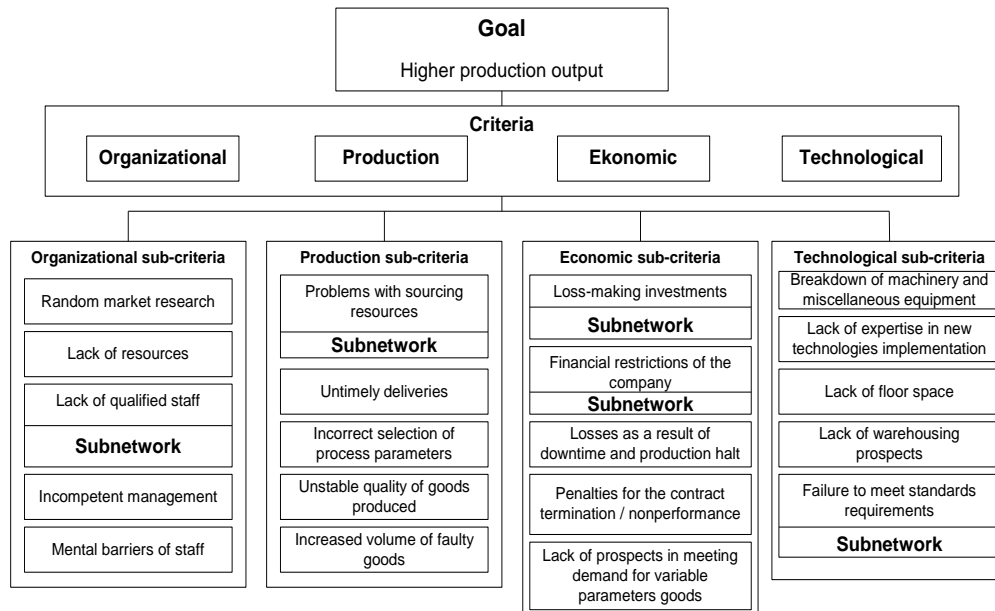 Goal
Higher production output
Criteria
Organizational
Production
Ekonomic
Technological
Organizational sub-criteria
Random market research
Lack of resources
Lack of qualified staff
Subnetwork
Incompetent management
Mental barriers of staff
Production sub-criteria
Problems with sourcing
resources
Subnetwork
Untimely deliveries
Incorrect selection of
process parameters
Unstable quality of goods
produced
Increased volume of faulty
goods
Economic sub-criteria
Loss-making investments
Subnetwork
Financial restrictions of the
company
Subnetwork
Losses as a result of
downtime and production halt
Penalties for the contract
termination / nonperformance
Lack of prospects in meeting
demand for variable
parameters goods
Technological sub-criteria
Breakdown of machinery and
miscellaneous equipment
Lack of expertise in new
technologies implementation
Lack of floor space
Lack of warehousing
prospects
Failure to meet standards
requirements
Subnetwork